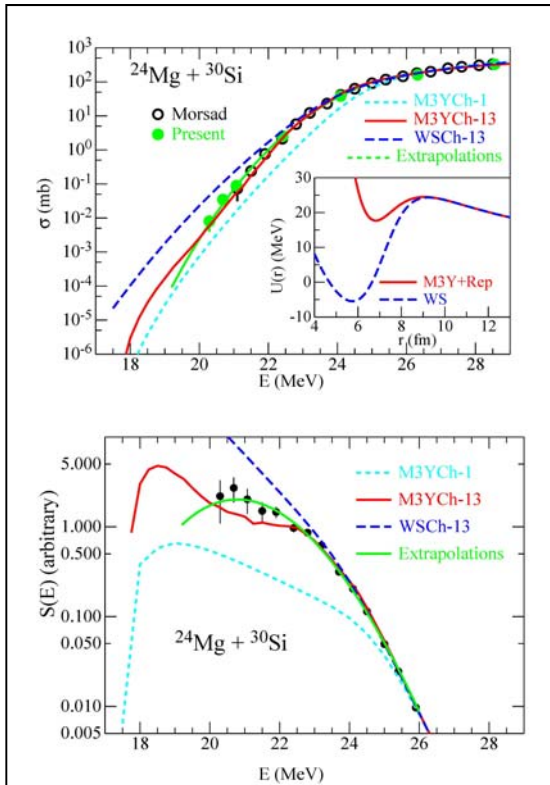 ²⁴Mg + ³⁰Si
Morsad
Present
M3YCh-1
M3YCh-13
WSCh-13
Extrapolations
σ (mb)
10³
10²
10¹
10⁰
10⁻¹
10⁻²
10⁻³
10⁻⁴
10⁻⁵
10⁻⁶
18 20 22 24 26 28
E (MeV)
U(r) (MeV)
30
20
10
0
-5
-10
M3Y+Rep
WS
4 6 8 10 12
r (fm)
S(E) (arbitrary)
5.000
1.000
0.500
0.100
0.050
0.010
0.005
M3YCh-1
M3YCh-13
WSCh-13
Extrapolations
²⁴Mg + ³⁰Si
18 20 22 24 26 28
E (MeV)